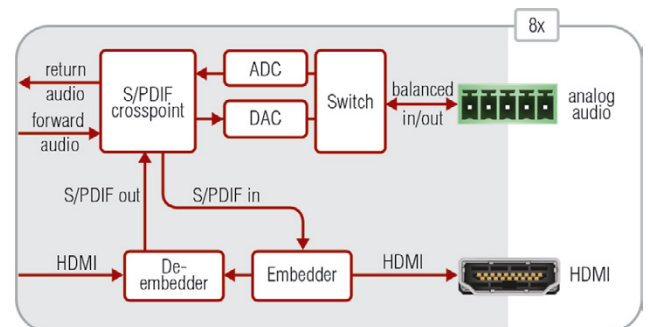 8x
return
audio
forward
audio
S/PDIF
crosspoint
ADC
DAC
Switch
balanced
in/out
analog
audio
S/PDIF out
S/PDIF in
HDMI
De-
embedder
Embedder
HDMI
HDMI